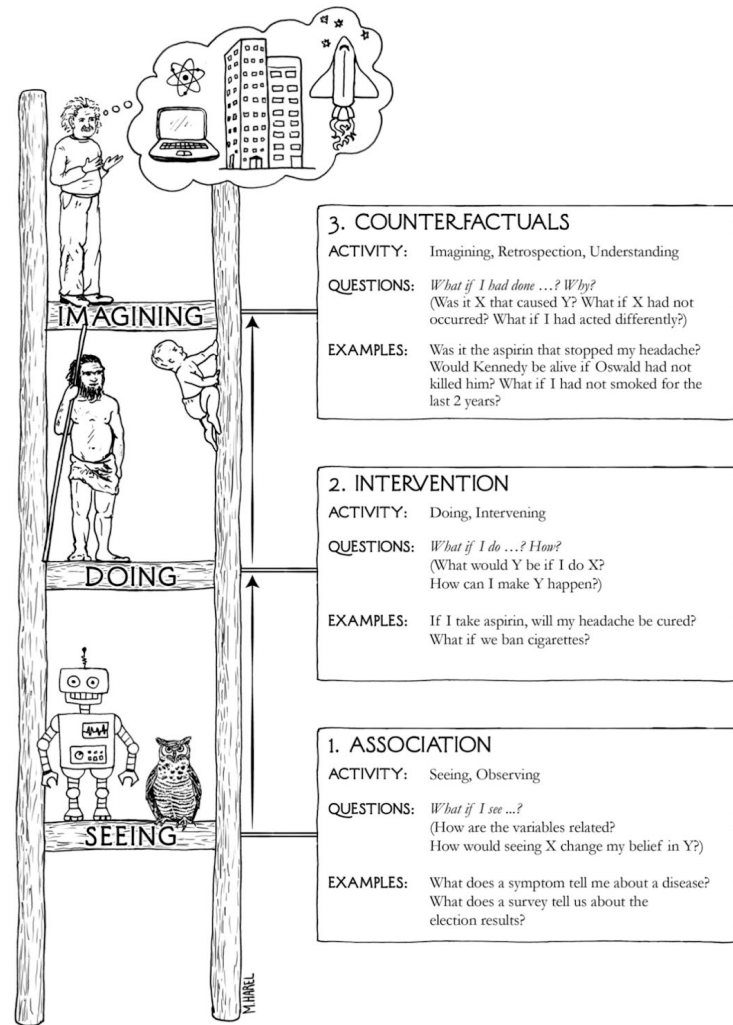 3. COUNTERFACTUALS
ACTIVITY: Imagining, Retrospection, Understanding
QUESTIONS: What if I had done …? Why?
(Was it X that caused Y? What if X had not
occurred? What if I had acted differently?)
EXAMPLES: Was it the aspirin that stopped my headache?
Would Kennedy be alive if Oswald had not
killed him? What if I had not smoked for the
last 2 years?
IMAGINING
2. INTERVENTION
ACTIVITY: Doing, Intervening
QUESTIONS: What if I do …? How?
(What would Y be if I do X?
How can I make Y happen?)
EXAMPLES: If I take aspirin, will my headache be cured?
What if we ban cigarettes?
DOING
1. ASSOCIATION
ACTIVITY: Seeing, Observing
QUESTIONS: What if I see ...?
(How are the variables related?
How would seeing X change my belief in Y?)
EXAMPLES: What does a symptom tell me about a disease?
What does a survey tell us about the
election results?
SEEING
M.HAREL